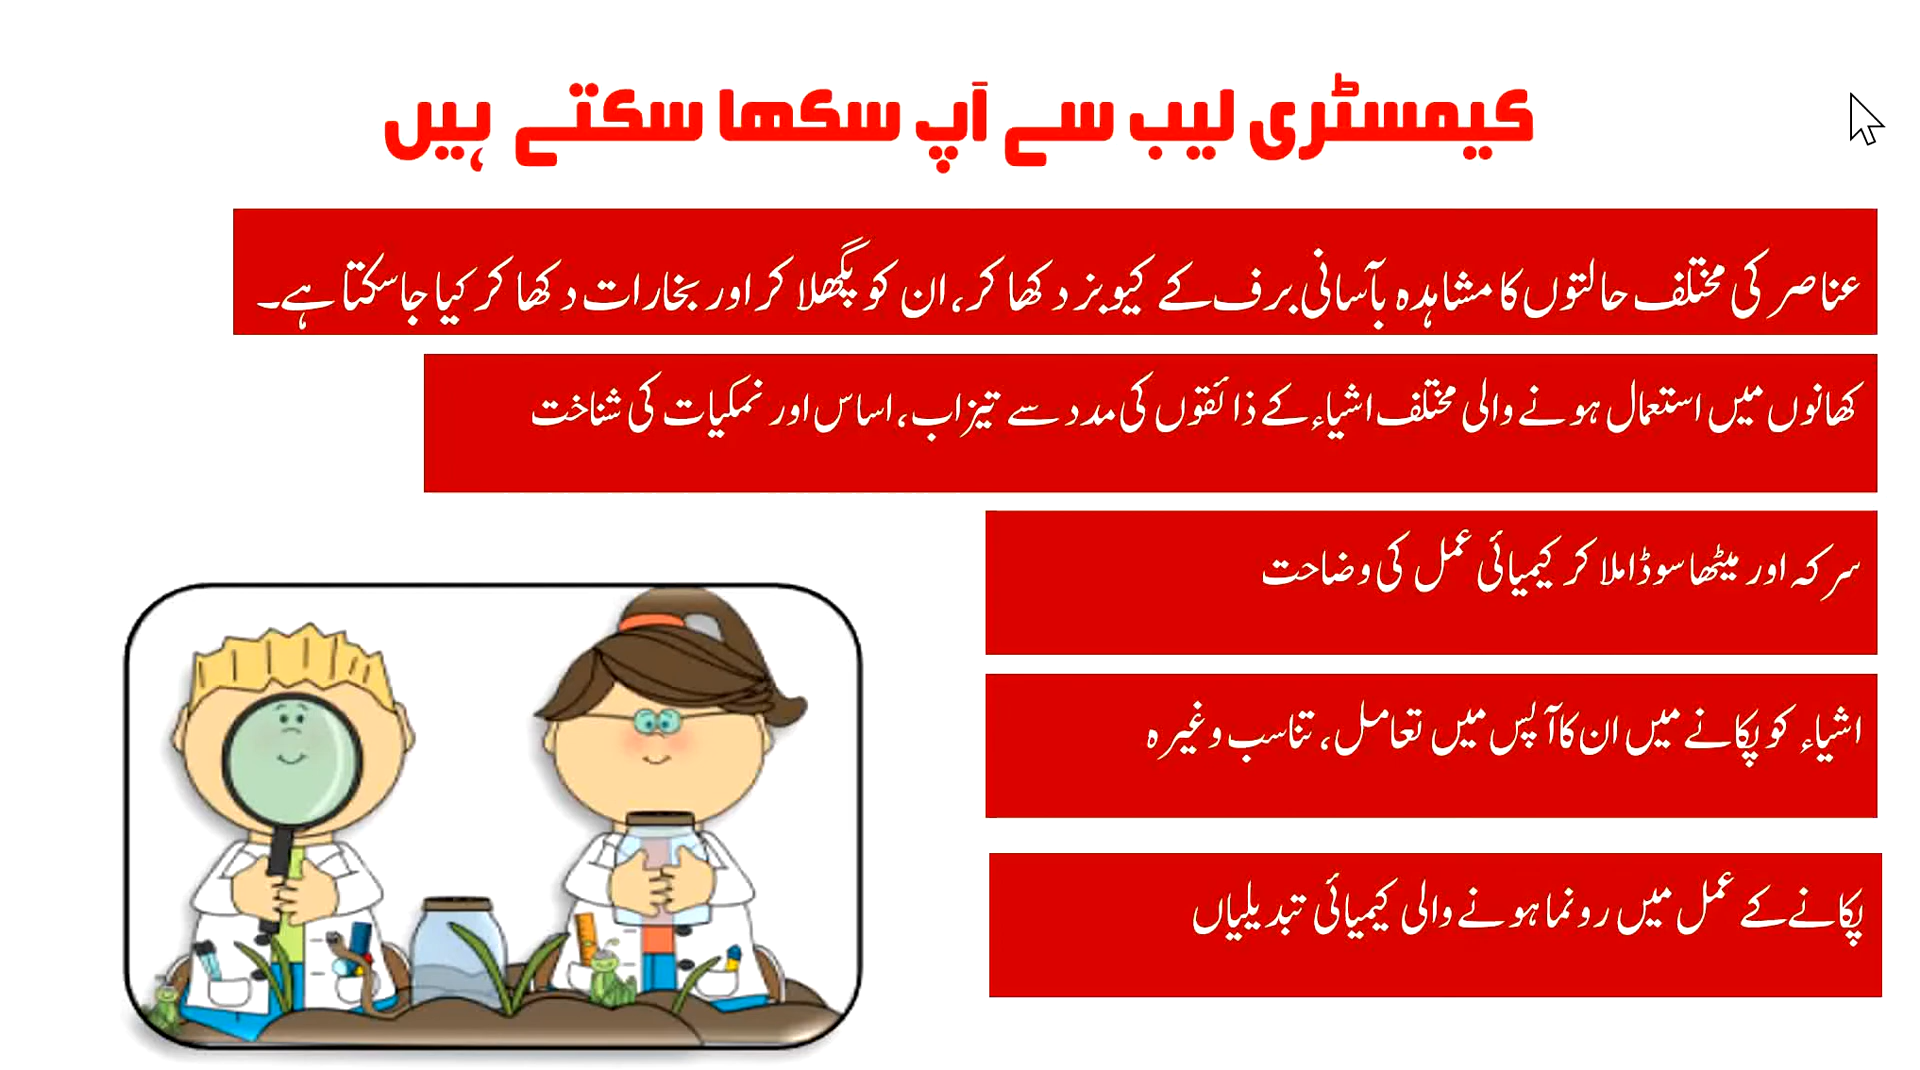 کیمسٹری لیب سے آپ سکھا سکتے ہیں
عناصر کی مختلف حالتوں کا مشاہدہ بآسانی برف کے کیوبز دکھا کر، ان کو پگھلا کر اور بخارات دکھا کر کیا جاسکتا ہے۔
کھانوں میں استعمال ہونے والی مختلف اشیاء کے ذائقوں کی مدد سے تیزاب، اساس اور نمکیات کی شناخت
سرکہ اور میٹھا سوڈا ملا کر کیمیائی عمل کی وضاحت
اشیاء کو پکانے میں ان کا آپس میں تعامل، تناسب وغیرہ
پکانے کے عمل میں رونما ہونے والی کیمیائی تبدیلیاں